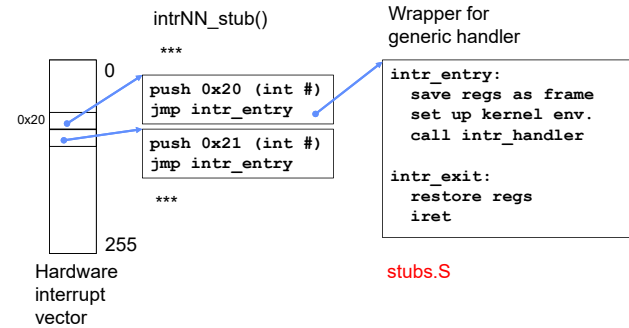 intrNN_stub()
Wrapper for
generic handler
***
0
0x20
push 0x20 (int #)
jmp intr_entry
push 0x21 (int #)
jmp intr_entry
***
255
Hardware
interrupt
vector
intr_entry:
save regs as frame
set up kernel env.
call intr_handler
intr_exit:
restore regs
iret
stubs.S